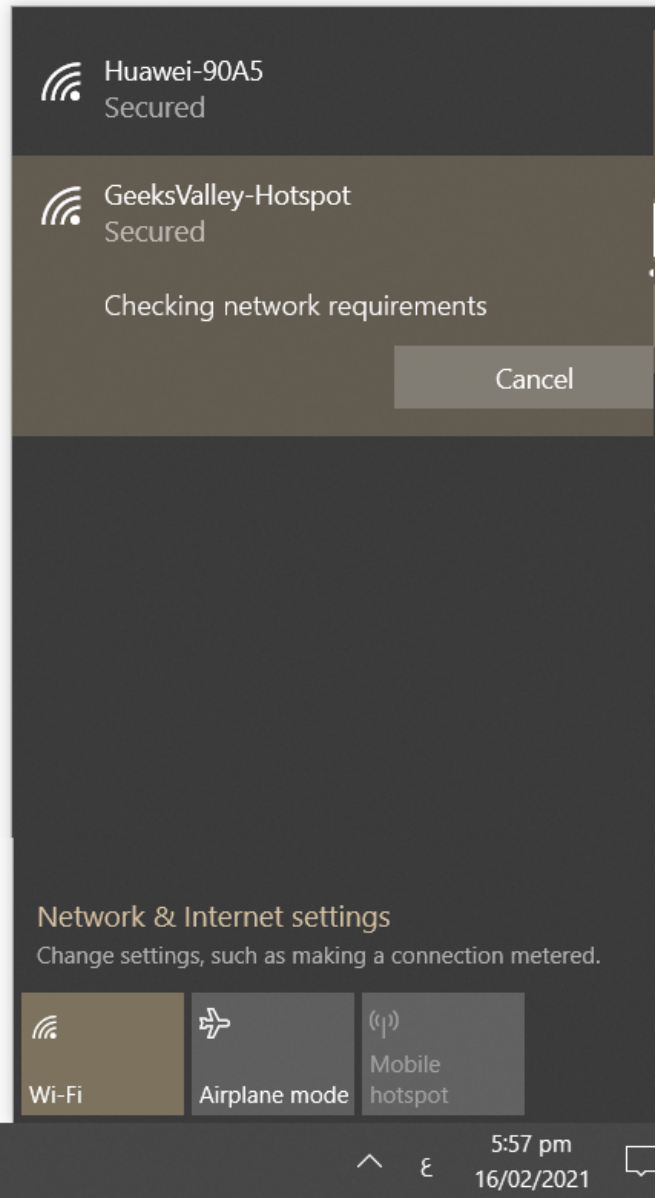 Huawei-90A5
Secured
GeeksValley-Hotspot
Secured
Checking network requirements
Cancel
Network & Internet settings
Change settings, such as making a connection metered.
Wi-Fi
Airplane mode
Mobile
hotspot
ع
5:57 pm
16/02/2021